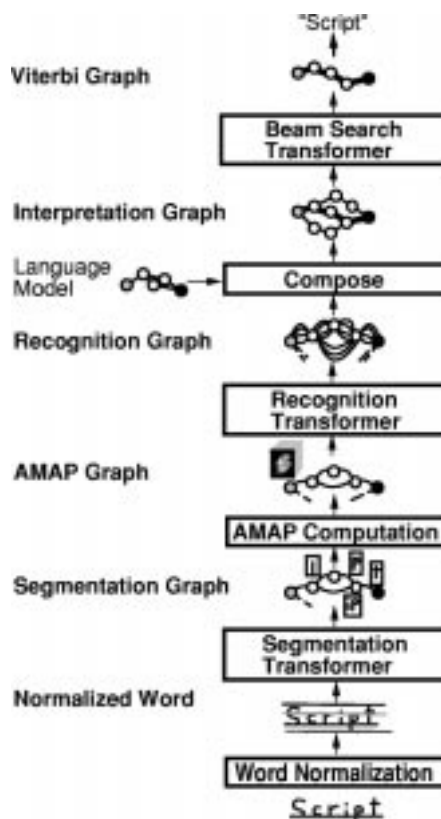 "Script"
Viterbi Graph
Beam Search
Transformer
Interpretation Graph
Language
Model
Compose
Recognition Graph
Recognition
Transformer
AMAP Graph
AMAP Computation
Segmentation Graph
Segmentation
Transformer
Normalized Word
Script
Word Normalization
Script